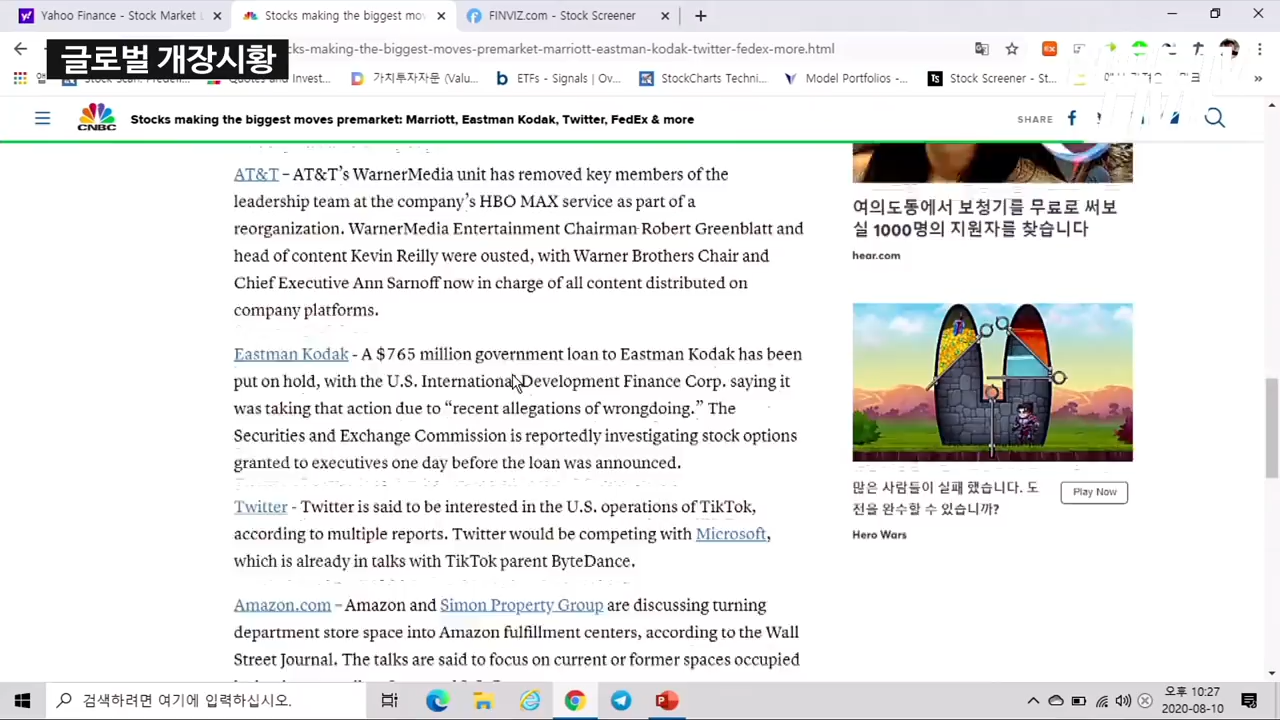 Yahoo Finance - Stock Market L
Stocks making the biggest mov
FINVIZ.com - Stock Screener
글로벌 개장시황
cks-making-the-biggest-moves-premarket-marriott-eastman-kodak-twitter-fedex-more.html
가치투자자문 (Valu...
ETFs - Signals | Ov...
StockCharts Techni...
Model Portfolios -...
Stock Screener - St...
CNBC
Stocks making the biggest moves premarket: Marriott, Eastman Kodak, Twitter, FedEx & more
SHARE
AT&T – AT&T's WarnerMedia unit has removed key members of the
leadership team at the company's HBO MAX service as part of a
reorganization. WarnerMedia Entertainment Chairman Robert Greenblatt and
head of content Kevin Reilly were ousted, with Warner Brothers Chair and
Chief Executive Ann Sarnoff now in charge of all content distributed on
company platforms.
Eastman Kodak - A $765 million government loan to Eastman Kodak has been
put on hold, with the U.S. International Development Finance Corp. saying it
was taking that action due to “recent allegations of wrongdoing.” The
Securities and Exchange Commission is reportedly investigating stock options
granted to executives one day before the loan was announced.
Twitter - Twitter is said to be interested in the U.S. operations of TikTok,
according to multiple reports. Twitter would be competing with Microsoft,
which is already in talks with TikTok parent ByteDance.
Amazon.com – Amazon and Simon Property Group are discussing turning
department store space into Amazon fulfillment centers, according to the Wall
Street Journal. The talks are said to focus on current or former spaces occupied
여의도동에서 보청기를 무료로 써보
실 1000명의 지원자를 찾습니다
hear.com
많은 사람들이 실패 했습니다. 도
전을 완수할 수 있습니까?
Play Now
Hero Wars
검색하려면 여기에 입력하십시오.
오후 10:27
2020-08-10